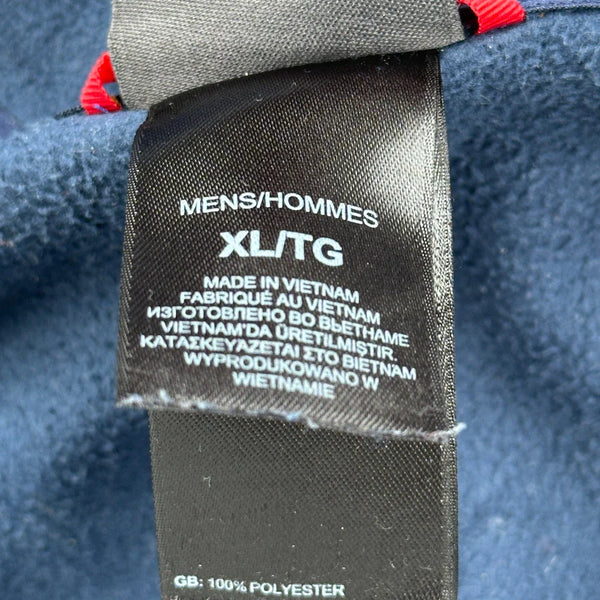 MENS/HOMMES
XL/TG
MADE IN VIETNAM
FABRIQUÉ AU VIETNAM
ИЗГОТОВЛЕНО ВО ВЬЕТНАМЕ
VIETNAM'DA ÜRETILMIŞTIR.
ΚΑΤΑΣΚΕΥΑΖΕΤΑΙ ΣΤΟ ΒΙΕΤΝΑΜ
WYPRODUKOWANO W
WIETNAMIE
GB: 100% POLYESTER